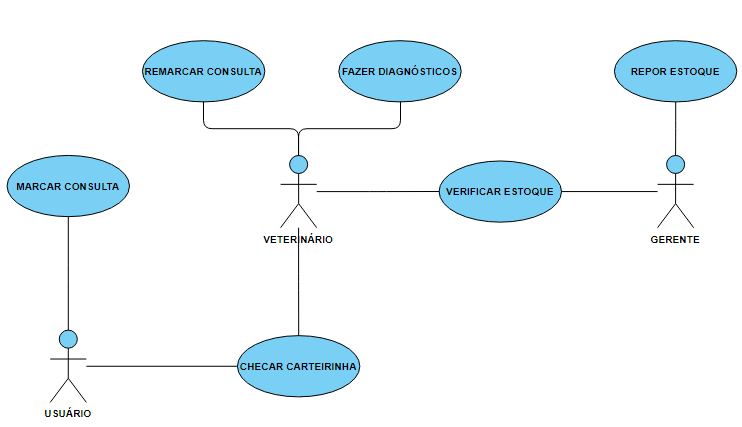 REMARCAR CONSULTA
FAZER DIAGNÓSTICOS
REPOR ESTOQUE
MARCAR CONSULTA
VERIFICAR ESTOQUE
VETERINÁRIO
GERENTE
CHECAR CARTEIRINHA
USUÁRIO